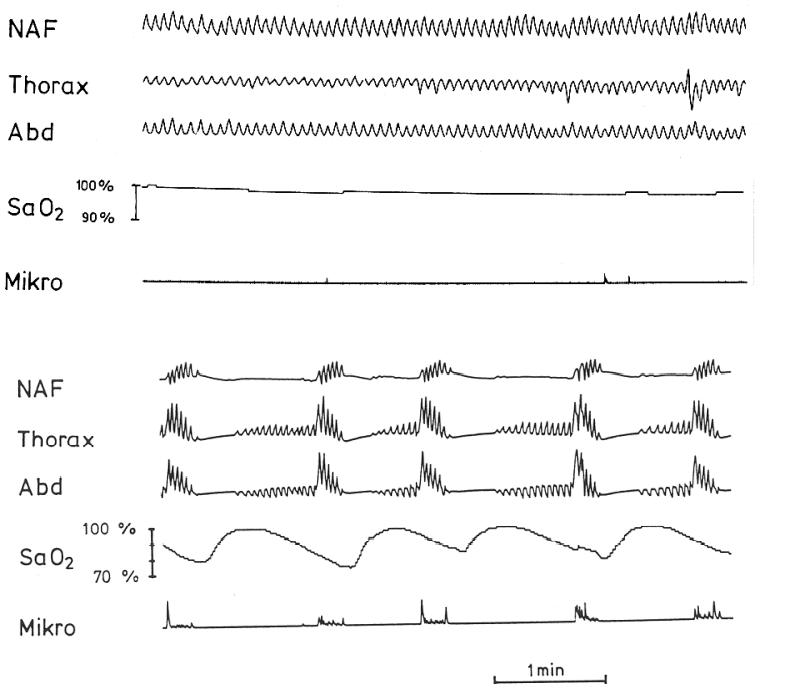 NAF
Thorax
Abd
100%
SaO₂
90%
Mikro
NAF
Thorax
Abd
100 %
SaO₂
70 %
Mikro
1min